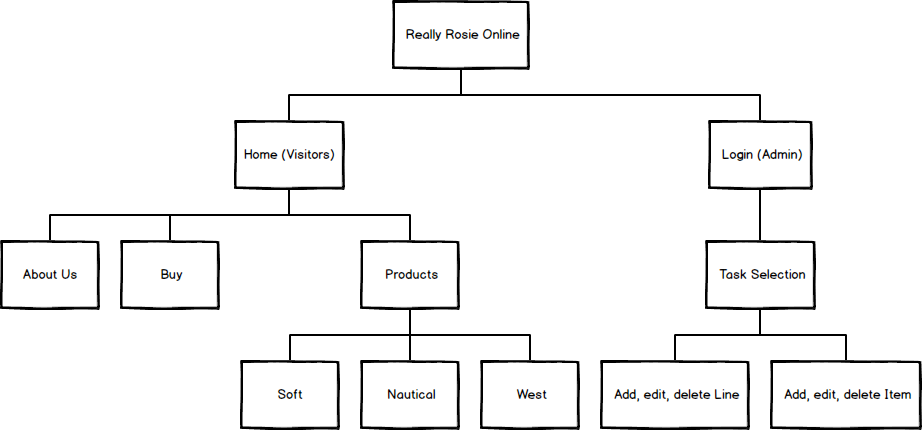 Really Rosie Online
Home (Visitors)
Login (Admin)
About Us
Buy
Products
Task Selection
Soft
Nautical
West
Add, edit, delete Line
Add, edit, delete Item